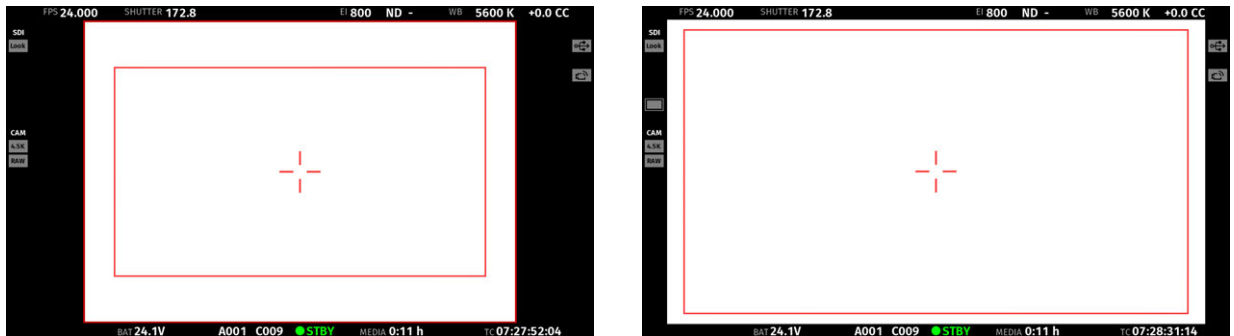 FPS 24.000 SHUTTER 172.8 EI 800 ND - WB 5600 K +0.0 CC
SDI
Look
CAM
4.5K
RAW
BAT 24.1V A001 C009 STBY MEDIA 0:11 h TC 07:27:52:04
FPS 24.000 SHUTTER 172.8 EI 800 ND - WB 5600 K +0.0 CC
SDI
Look
CAM
4.5K
RAW
BAT 24.1V A001 C009 STBY MEDIA 0:11 h TC 07:28:31:14